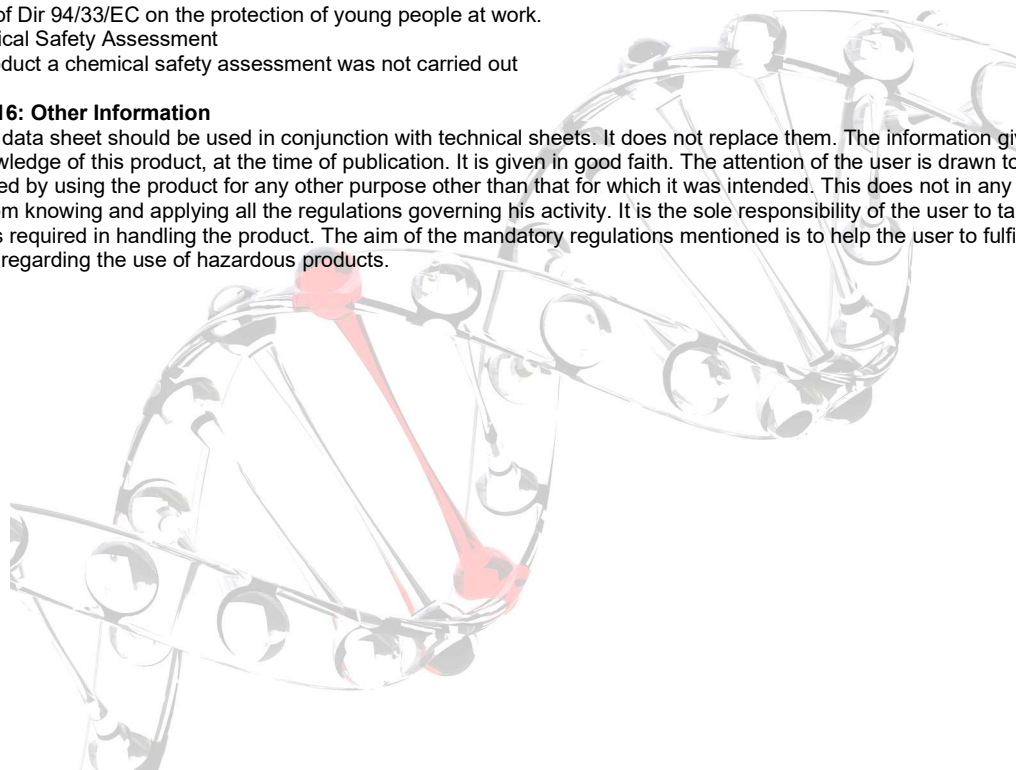 of Dir 94/33/EC on the protection of young people at work.
ical Safety Assessment
duct a chemical safety assessment was not carried out
16: Other Information
data sheet should be used in conjunction with technical sheets. It does not replace them. The information gi
wledge of this product, at the time of publication. It is given in good faith. The attention of the user is drawn to
ed by using the product for any other purpose other than that for which it was intended. This does not in any
om knowing and applying all the regulations governing his activity. It is the sole responsibility of the user to ta
s required in handling the product. The aim of the mandatory regulations mentioned is to help the user to fulfi
regarding the use of hazardous products.